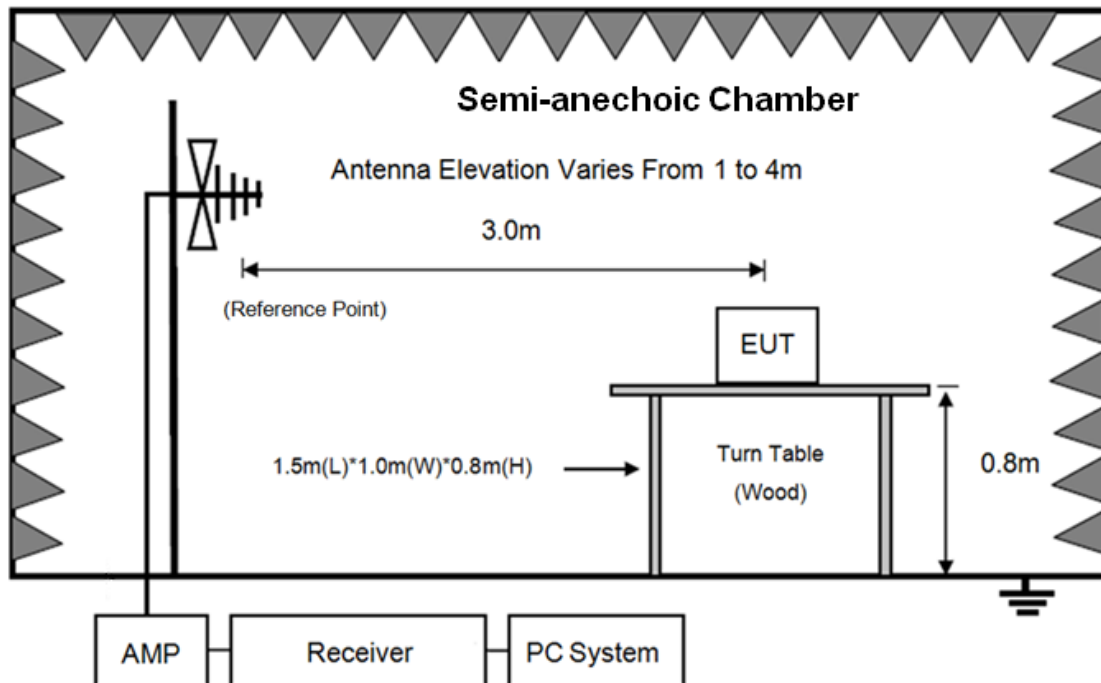 Semi-anechoic Chamber
Antenna Elevation Varies From 1 to 4m
3.0m
(Reference Point)
EUT
1.5m(L)*1.0m(W)*0.8m(H)
Turn Table
(Wood)
0.8m
AMP
Receiver
PC System